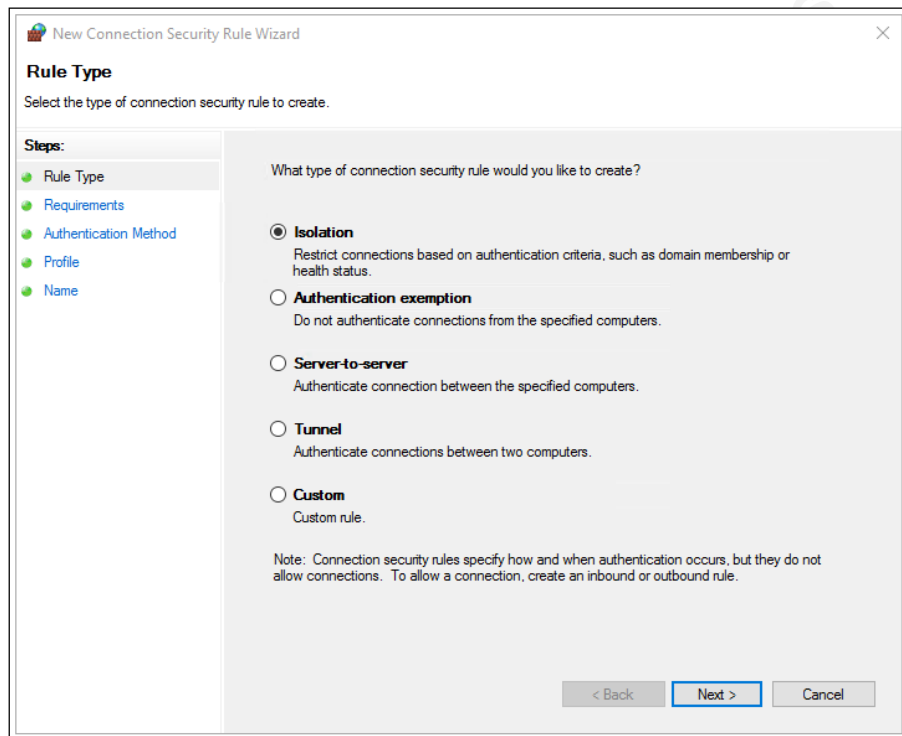 New Connection Security Rule Wizard
Rule Type
Select the type of connection security rule to create.
Steps:
Rule Type
Requirements
Authentication Method
Profile
Name
What type of connection security rule would you like to create?
Isolation
Restrict connections based on authentication criteria, such as domain membership or
health status.
Authentication exemption
Do not authenticate connections from the specified computers.
Server-to-server
Authenticate connection between the specified computers.
Tunnel
Authenticate connections between two computers.
Custom
Custom rule.
Note: Connection security rules specify how and when authentication occurs, but they do not
allow connections. To allow a connection, create an inbound or outbound rule.
< Back Next > Cancel